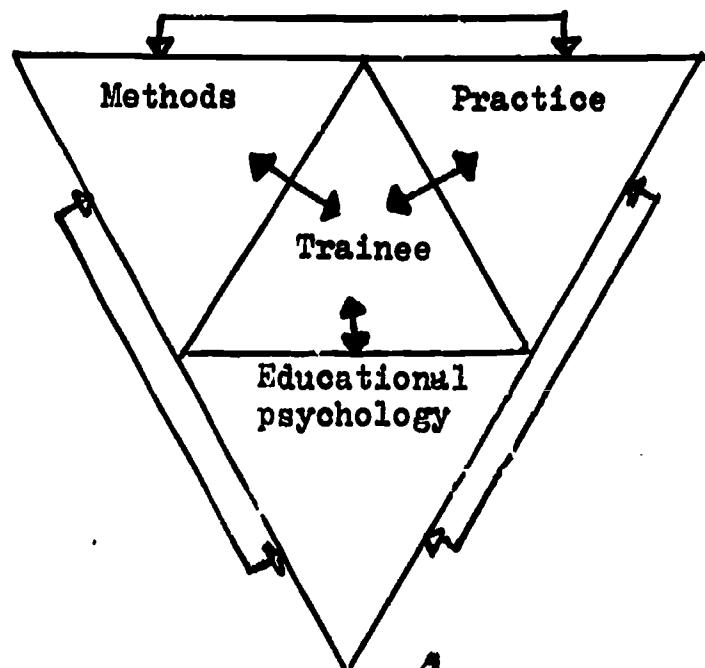 Methods
Practice
Trainee
Educational
psychology